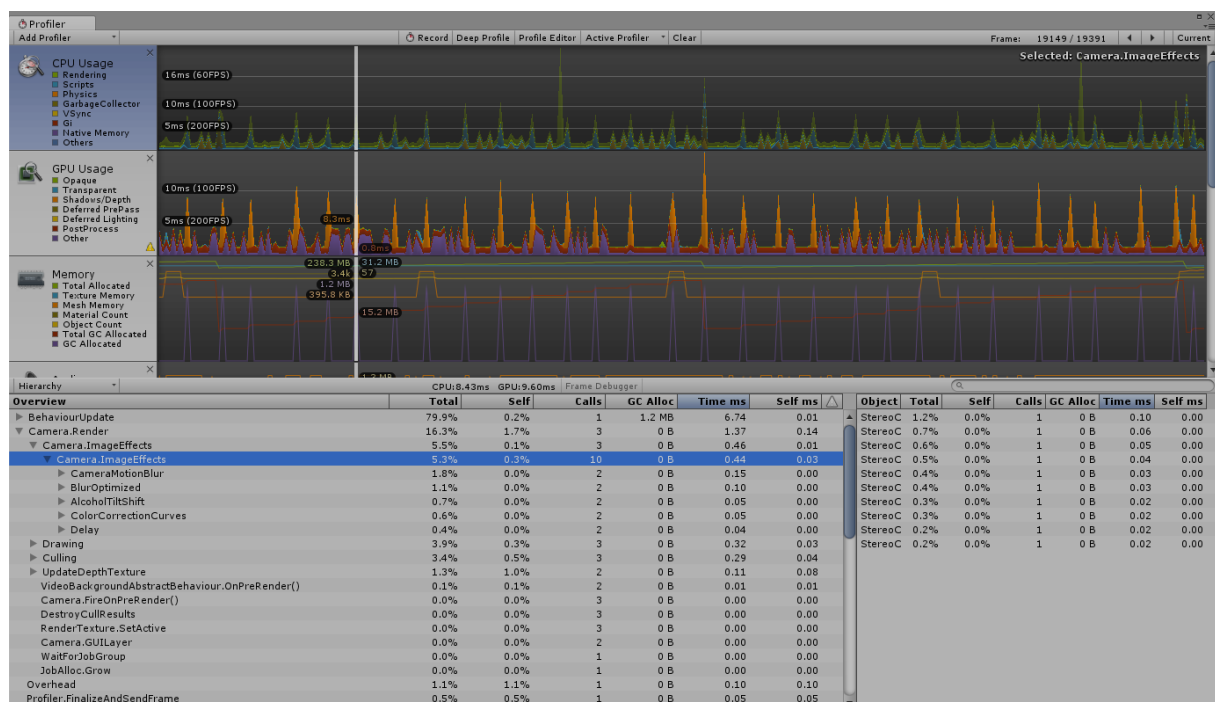 Profiler
Add Profiler Record Deep Profile Profile Editor Active Profiler Clear Frame: 19149 / 19391 Current
Selected: Camera.ImageEffects
CPU Usage
Rendering
Scripts
Physics
GarbageCollector
VSync
Gi
Native Memory
Others
16ms (60FPS)
10ms (100FPS)
5ms (200FPS)
GPU Usage
Opaque
Transparent
Shadows/Depth
Deferred PrePass
Deferred Lighting
PostProcess
Other
10ms (100FPS)
5ms (200FPS)
8.3ms
0.8ms
Memory
Total Allocated
Texture Memory
Mesh Memory
Material Count
Object Count
Total GC Allocated
GC Allocated
238.3 MB 31.2 MB
3.4k 57
1.2 MB
395.8 KB
15.2 MB
Hierarchy CPU:8.43ms GPU:9.60ms Frame Debugger
Overview Total Self Calls GC Alloc Time ms Self ms
BehaviourUpdate 79.9% 0.2% 1 1.2 MB 6.74 0.01
Camera.Render 16.3% 1.7% 3 0 B 1.37 0.14
Camera.ImageEffects 5.5% 0.1% 3 0 B 0.46 0.01
Camera.ImageEffects 5.3% 0.3% 10 0 B 0.44 0.03
CameraMotionBlur 1.8% 0.0% 2 0 B 0.15 0.00
BlurOptimized 1.1% 0.0% 2 0 B 0.10 0.00
AlcoholTiltShift 0.7% 0.0% 2 0 B 0.05 0.00
ColorCorrectionCurves 0.6% 0.0% 2 0 B 0.05 0.00
Delay 0.4% 0.0% 2 0 B 0.04 0.00
Drawing 3.9% 0.3% 3 0 B 0.32 0.03
Culling 3.4% 0.5% 3 0 B 0.29 0.04
UpdateDepthTexture 1.3% 1.0% 2 0 B 0.11 0.08
VideoBackgroundAbstractBehaviour.OnPreRender() 0.1% 0.1% 2 0 B 0.01 0.01
Camera.FireOnPreRender() 0.0% 0.0% 3 0 B 0.00 0.00
DestroyCullResults 0.0% 0.0% 3 0 B 0.00 0.00
RenderTexture.SetActive 0.0% 0.0% 3 0 B 0.00 0.00
Camera.GUILayer 0.0% 0.0% 2 0 B 0.00 0.00
WaitForJobGroup 0.0% 0.0% 1 0 B 0.00 0.00
JobAlloc.Grow 0.0% 0.0% 1 0 B 0.00 0.00
Overhead 1.1% 1.1% 1 0 B 0.10 0.10
Profiler.FinalizeAndSendFrame 0.5% 0.5% 1 0 B 0.05 0.05
Object Total Self Calls GC Alloc Time ms Self ms
StereoC 1.2% 0.0% 1 0 B 0.10 0.00
StereoC 0.7% 0.0% 1 0 B 0.06 0.00
StereoC 0.6% 0.0% 1 0 B 0.05 0.00
StereoC 0.5% 0.0% 1 0 B 0.04 0.00
StereoC 0.4% 0.0% 1 0 B 0.03 0.00
StereoC 0.4% 0.0% 1 0 B 0.03 0.00
StereoC 0.3% 0.0% 1 0 B 0.02 0.00
StereoC 0.3% 0.0% 1 0 B 0.02 0.00
StereoC 0.2% 0.0% 1 0 B 0.02 0.00
StereoC 0.2% 0.0% 1 0 B 0.02 0.00